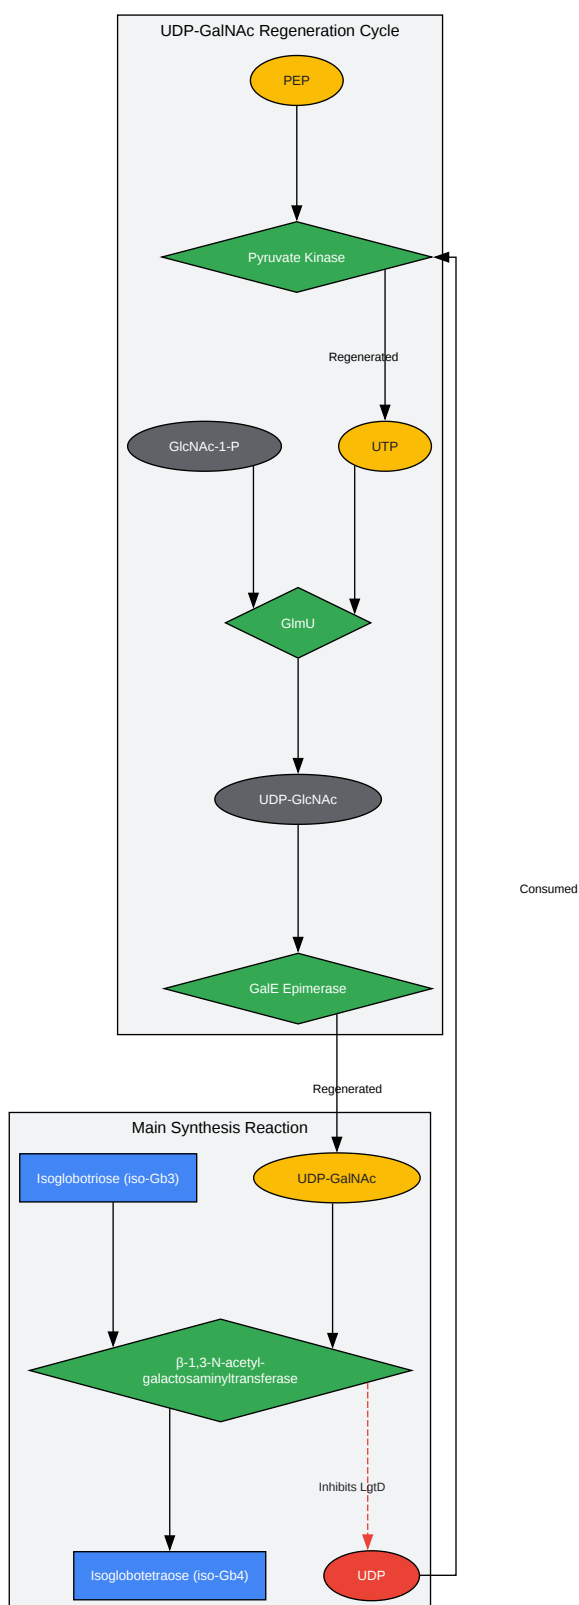 UDP-GalNAc Regeneration Cycle
PEP
Pyruvate Kinase
Regenerated
GlcNAc-1-P
UTP
GlmU
UDP-GlcNAc
Consumed
GalE Epimerase
Regenerated
Main Synthesis Reaction
Isoglobotriose (iso-Gb3)
UDP-GalNAc
β-1,3-N-acetyl-
galactosaminyltransferase
Inhibits LgtD
Isoglobotetraose (iso-Gb4)
UDP